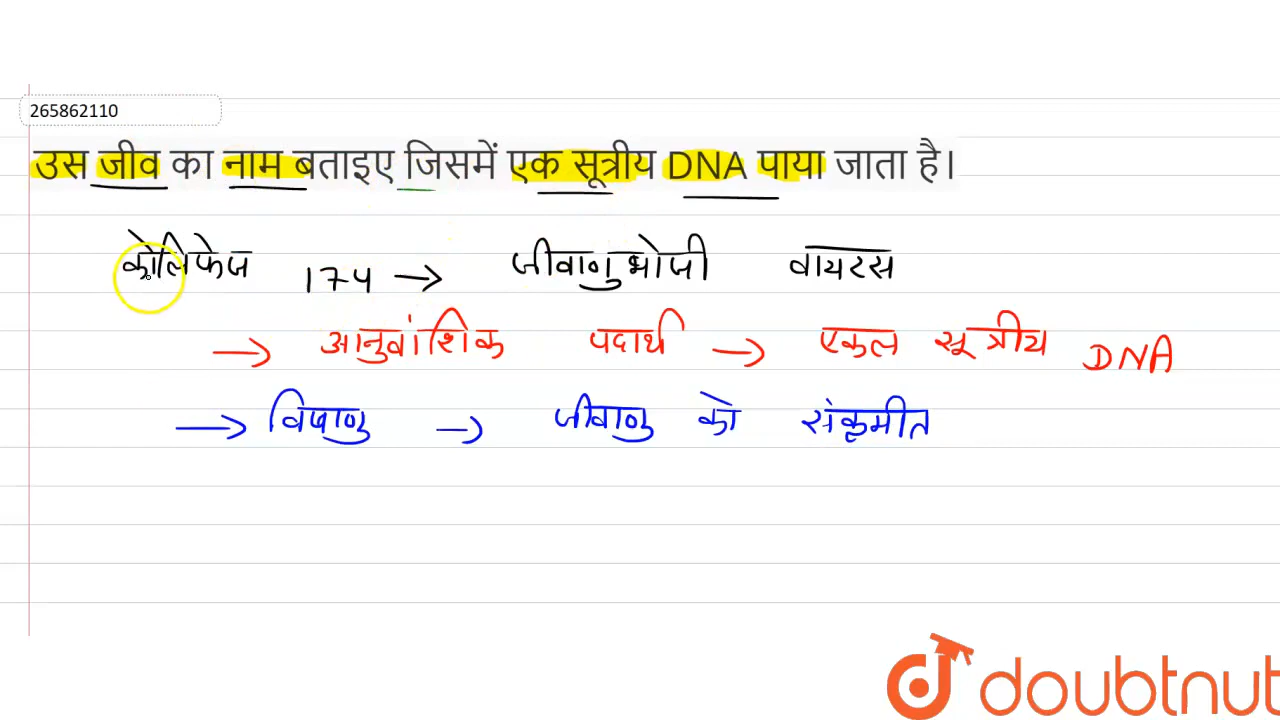 265862110
उस जीव का नाम बताइए जिसमें एक सूत्रीय DNA पाया जाता है।
कोलिफेज 174 → जीवाणुभोजी वायरस
→ आनुवांशिक पदार्थ → एकल सूत्रीय DNA
→ विषाणु → जीवाणु को संक्रमीत
doubtnut